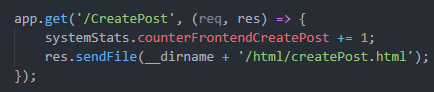 app.get('/CreatePost', (req, res) => {
    systemStats.counterFrontendCreatePost += 1;
    res.sendFile(__dirname + '/html/createPost.html');
});